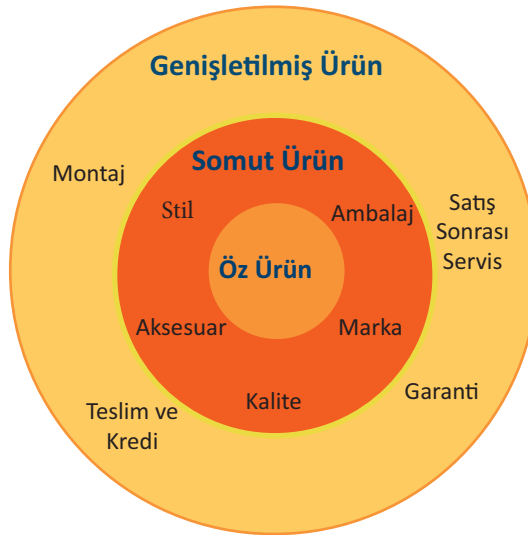 Genişletilmiş Ürün
Somut Ürün
Montaj
Stil
Ambalaj
Satış
Sonrası
Servis
Öz Ürün
Aksesuar
Marka
Kalite
Garanti
Teslim ve
Kredi